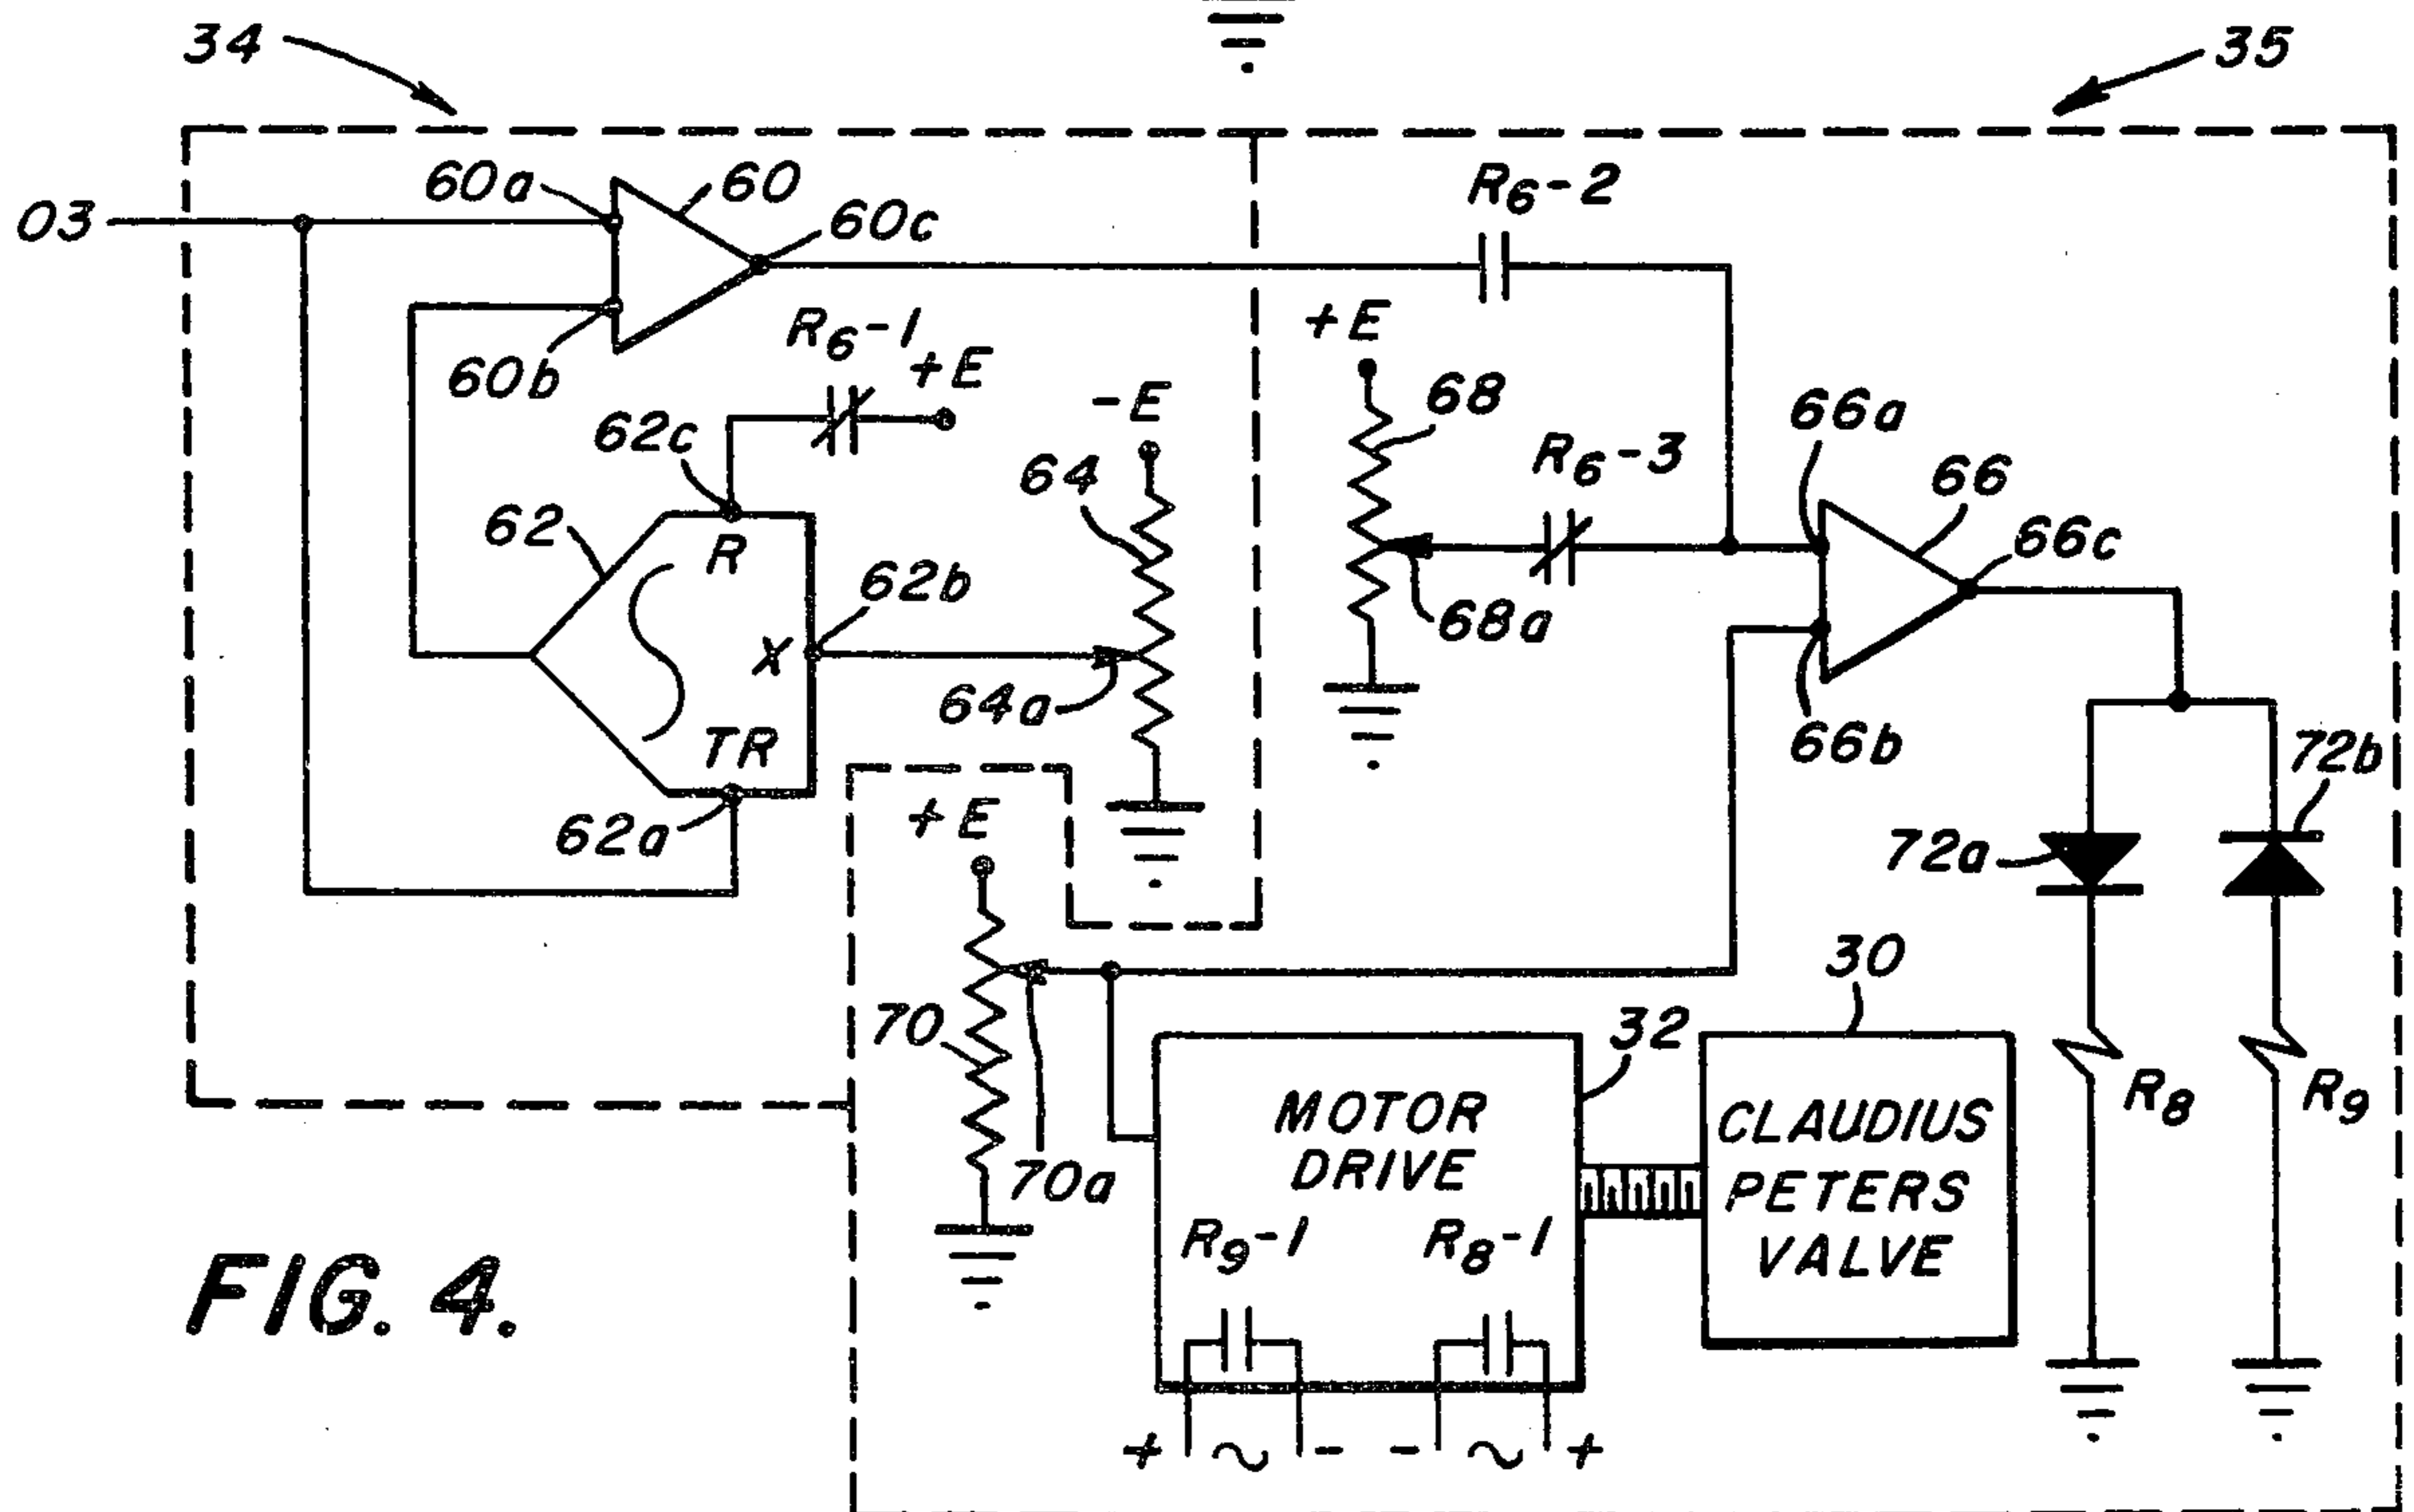 34
35
O3
60a
60
60c
R6-2
60b
R6-1
+E
-E
+E
68
66a
62c
64
R6-3
66
62
R
62b
66c
X
68a
64a
TR
66b
72b
62a
+E
72a
30
70
32
MOTOR
DRIVE
CLAUDIUS
PETERS
VALVE
R8
R9
70a
R9-1
R8-1
FIG. 4.
+ ~ - - ~ +